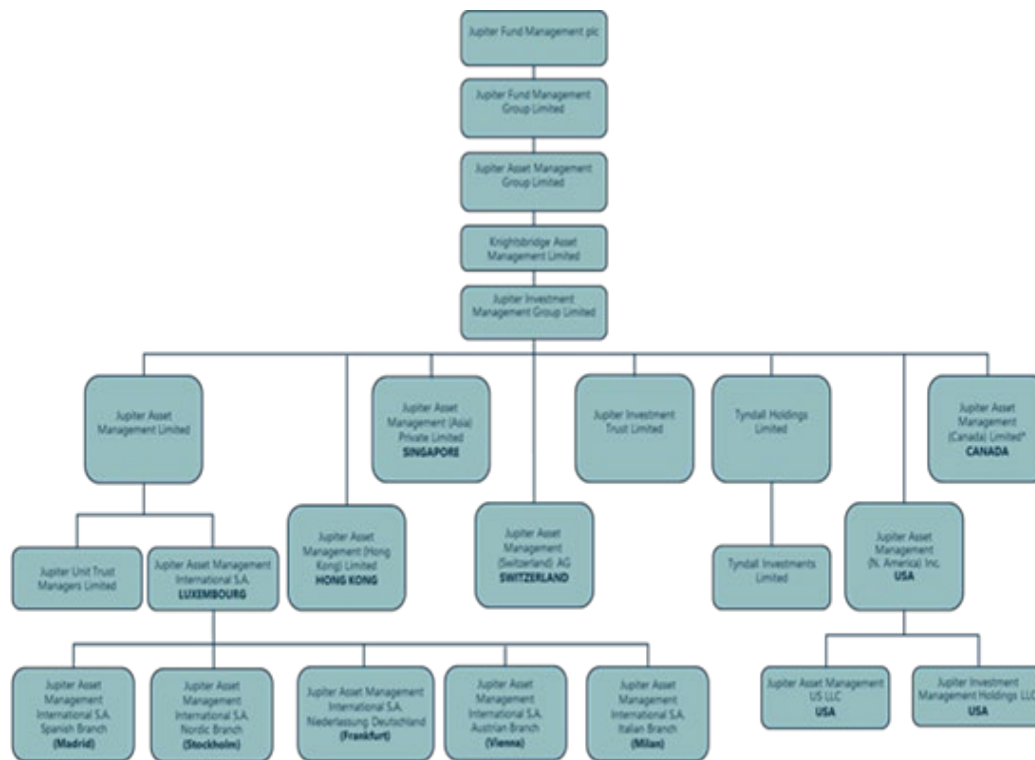 Jupiter Fund Management plc
Jupiter Fund Management
Group Limited
Jupiter Asset Management
Group Limited
Knightsbridge Asset
Management Limited
Jupiter Investment
Management Group Limited
Jupiter Asset
Management Limited
Jupiter Asset
Management (Asia)
Private Limited
SINGAPORE
Jupiter Investment
Trust Limited
Tyndall Holdings
Limited
Jupiter Asset
Management
(Canada) Limited*
CANADA
Jupiter Unit Trust
Managers Limited
Jupiter Asset Management
International S.A.
LUXEMBOURG
Jupiter Asset
Management (Hong
Kong) Limited
HONG KONG
Jupiter Asset
Management
(Switzerland) AG
SWITZERLAND
Tyndall Investments
Limited
Jupiter Asset
Management
(N. America) Inc.
USA
Jupiter Asset
Management
International S.A.
Spanish Branch
(Madrid)
Jupiter Asset
Management
International S.A.
Nordic Branch
(Stockholm)
Jupiter Asset Management
International S.A.
Niederlassung Deutschland
(Frankfurt)
Jupiter Asset
Management
International S.A.
Austrian Branch
(Vienna)
Jupiter Asset
Management
International S.A.
Italian Branch
(Milan)
Jupiter Asset Management
US LLC
USA
Jupiter Investment
Management Holdings LLC
USA